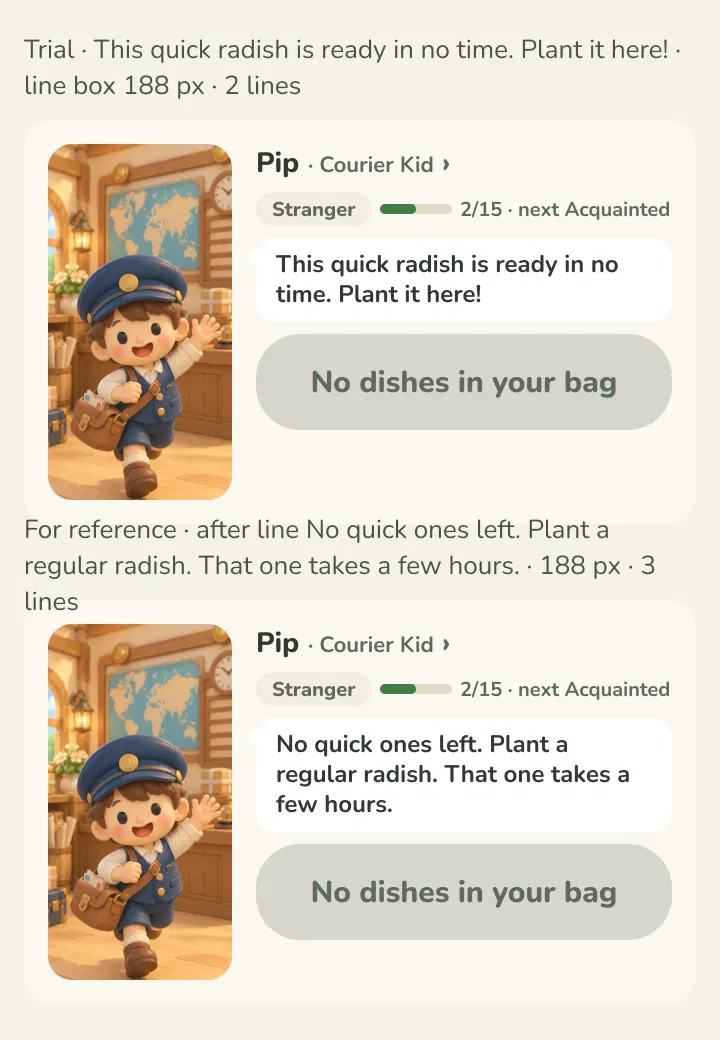 Trial · This quick radish is ready in no time. Plant it here! ·
line box 188 px · 2 lines
Pip · Courier Kid ›
Stranger 2/15 · next Acquainted
This quick radish is ready in no
time. Plant it here!
No dishes in your bag
For reference · after line No quick ones left. Plant a
regular radish. That one takes a few hours. · 188 px · 3
lines
Pip · Courier Kid ›
Stranger 2/15 · next Acquainted
No quick ones left. Plant a
regular radish. That one takes a
few hours.
No dishes in your bag